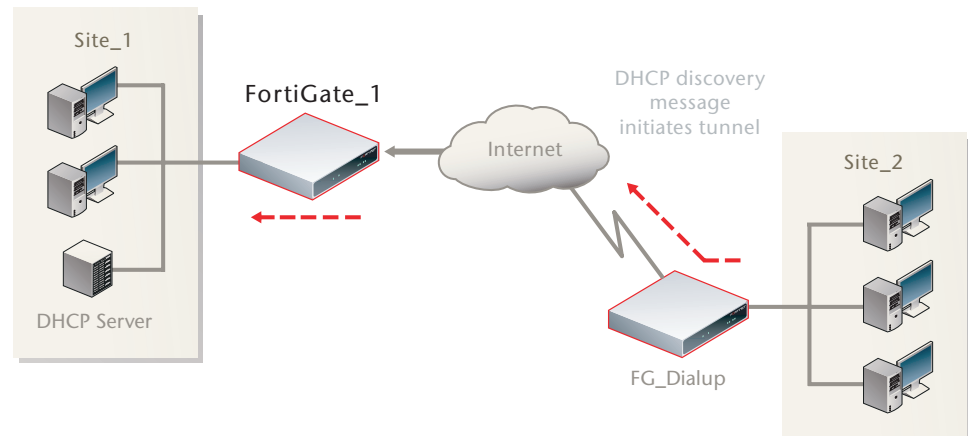 Site_1
FortiGate_1
DHCP discovery
message
initiates tunnel
Internet
Site_2
DHCP Server
FG_Dialup